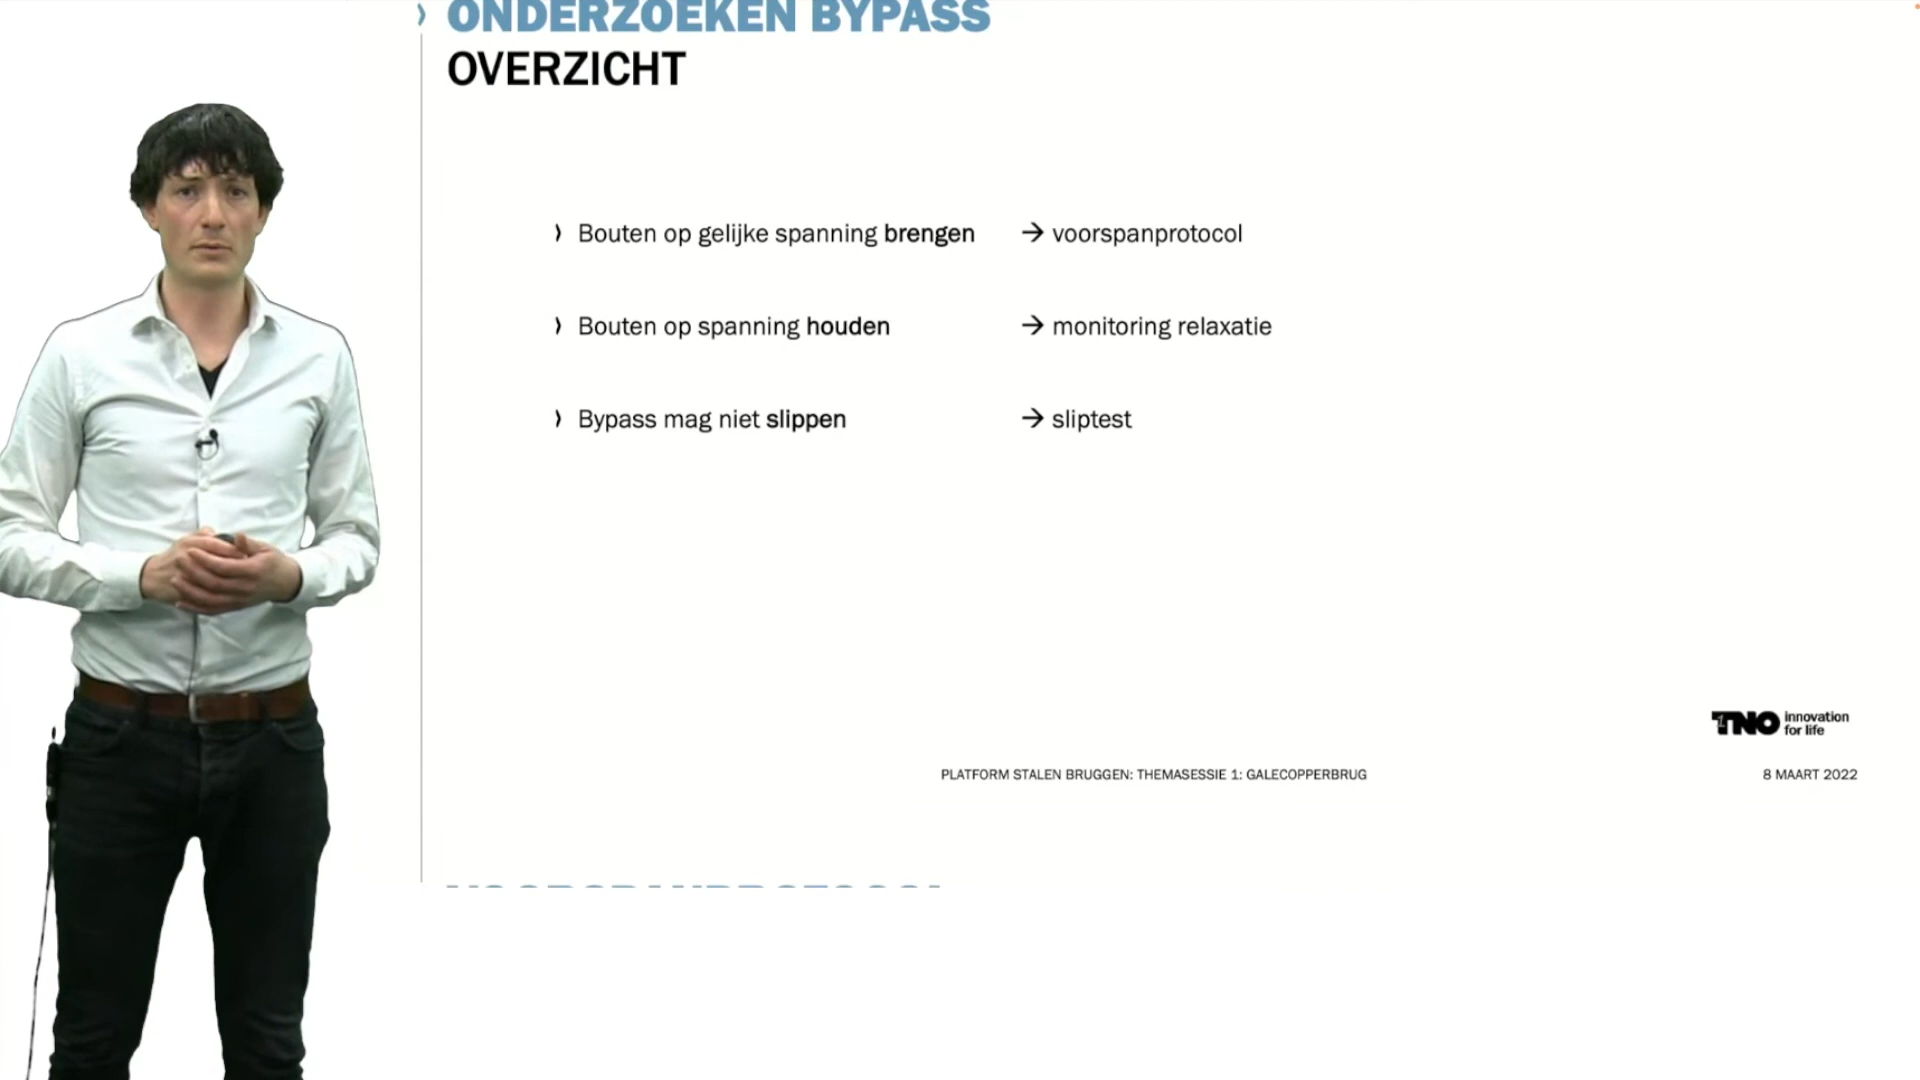 ONDERZOEKEN BYPASS
OVERZICHT
Bouten op gelijke spanning brengen → voorspanprotocol
Bouten op spanning houden → monitoring relaxatie
Bypass mag niet slippen → sliptest
TNO innovation for life
PLATFORM STALEN BRUGGEN: THEMASESSIE 1: GALECOPPERBRUG
8 MAART 2022